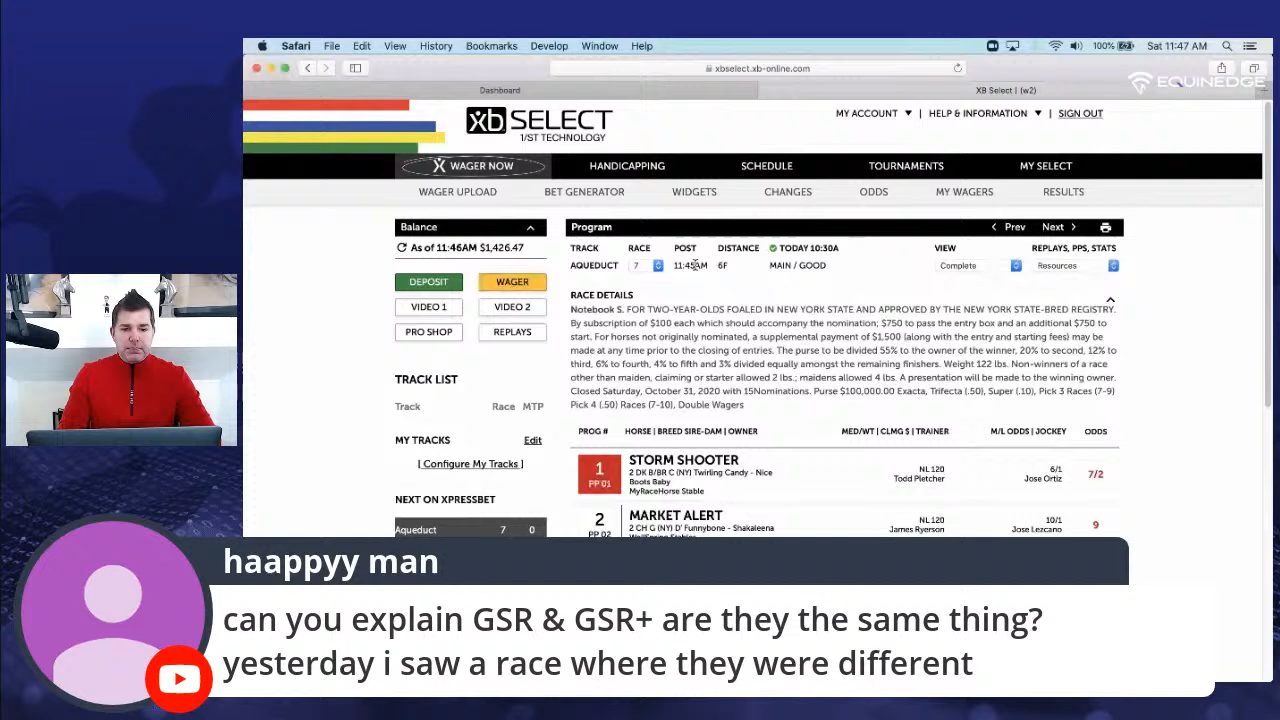 Safari File Edit View History Bookmarks Develop Window Help
100% Sat 11:47 AM
xbselect.xb-online.com
EQUINEDGE
Dashboard
XB Select | (w2)
xb SELECT
1/ST TECHNOLOGY
MY ACCOUNT | HELP & INFORMATION | SIGN OUT
X WAGER NOW HANDICAPPING SCHEDULE TOURNAMENTS MY SELECT
WAGER UPLOAD BET GENERATOR WIDGETS CHANGES ODDS MY WAGERS RESULTS
Balance
As of 11:46AM $1,426.47
DEPOSIT WAGER
VIDEO 1 VIDEO 2
PRO SHOP REPLAYS
TRACK LIST
Track Race MTP
MY TRACKS Edit
[ Configure My Tracks ]
NEXT ON XPRESSBET
Aqueduct 7 0
Program Prev Next
TRACK RACE POST DISTANCE TODAY 10:30A VIEW REPLAYS, PPS, STATS
AQUEDUCT 7 11:45AM 6F MAIN / GOOD Complete Resources
RACE DETAILS
Notebook S. FOR TWO-YEAR-OLDS FOALED IN NEW YORK STATE AND APPROVED BY THE NEW YORK STATE-BRED REGISTRY.
By subscription of $100 each which should accompany the nomination; $750 to pass the entry box and an additional $750 to
start. For horses not originally nominated, a supplemental payment of $1,500 (along with the entry and starting fees) may be
made at any time prior to the closing of entries. The purse to be divided 55% to the owner of the winner, 20% to second, 12% to
third, 6% to fourth, 4% to fifth and 3% divided equally amongst the remaining finishers. Weight 122 lbs. Non-winners of a race
other than maiden, claiming or starter allowed 2 lbs.; maidens allowed 4 lbs. A presentation will be made to the winning owner.
Closed Saturday, October 31, 2020 with 15Nominations. Purse $100,000.00 Exacta, Trifecta (.50), Super (.10), Pick 3 Races (7-9)
Pick 4 (.50) Races (7-10), Double Wagers
PROG # HORSE | BREED SIRE-DAM | OWNER MED/WT | CLMG $ | TRAINER M/L ODDS | JOCKEY ODDS
1
PP 01
STORM SHOOTER
2 DK B/BR C (NY) Twirling Candy - Nice
Boots Baby
MyRaceHorse Stable
NL 120
Todd Pletcher
6/1
Jose Ortiz
7/2
2
PP 02
MARKET ALERT
2 CH G (NY) D' Funnybone - Shakaleena
NL 120
James Ryerson
10/1
Jose Lezcano
9
haappyy man
can you explain GSR & GSR+ are they the same thing?
yesterday i saw a race where they were different